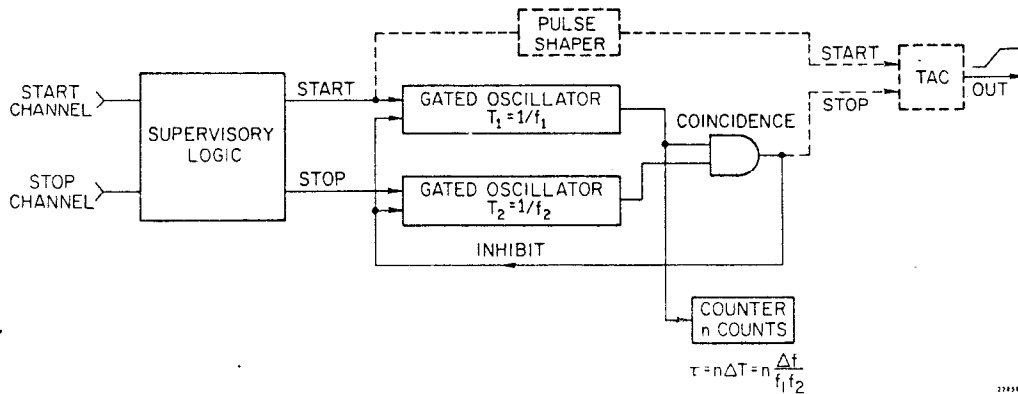 PULSE
SHAPER
START
TAC
OUT
STOP
START
CHANNEL
STOP
CHANNEL
SUPERVISORY
LOGIC
START
STOP
GATED OSCILLATOR
T₁=1/f₁
GATED OSCILLATOR
T₂=1/f₂
COINCIDENCE
INHIBIT
COUNTER
n COUNTS
τ=nΔT=n Δf/f₁f₂